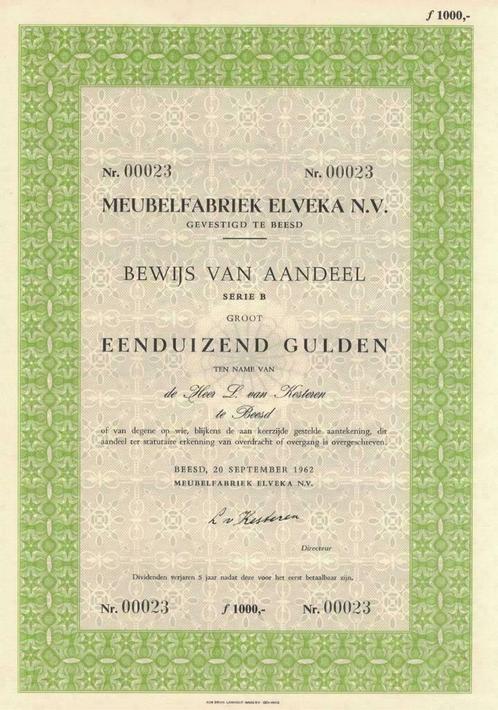 ƒ 1000,-
Nr. 00023 Nr. 00023
MEUBELFABRIEK ELVEKA N.V.
GEVESTIGD TE BEESD
BEWIJS VAN AANDEEL
SERIE B
GROOT
EENDUIZEND GULDEN
TEN NAME VAN
de Heer L. van Kesteren
te Beesd
of van degene op wie, blijkens de aan keerzijde gestelde aantekening, dit
aandeel ter statutaire erkenning van overdracht of overgang is overgeschreven.
BEESD, 20 SEPTEMBER 1962
MEUBELFABRIEK ELVEKA N.V.
L v Kesteren
Directeur
Dividenden verjaren 5 jaar nadat deze voor het eerst betaalbaar zijn.
Nr. 00023 ƒ 1000,- Nr. 00023